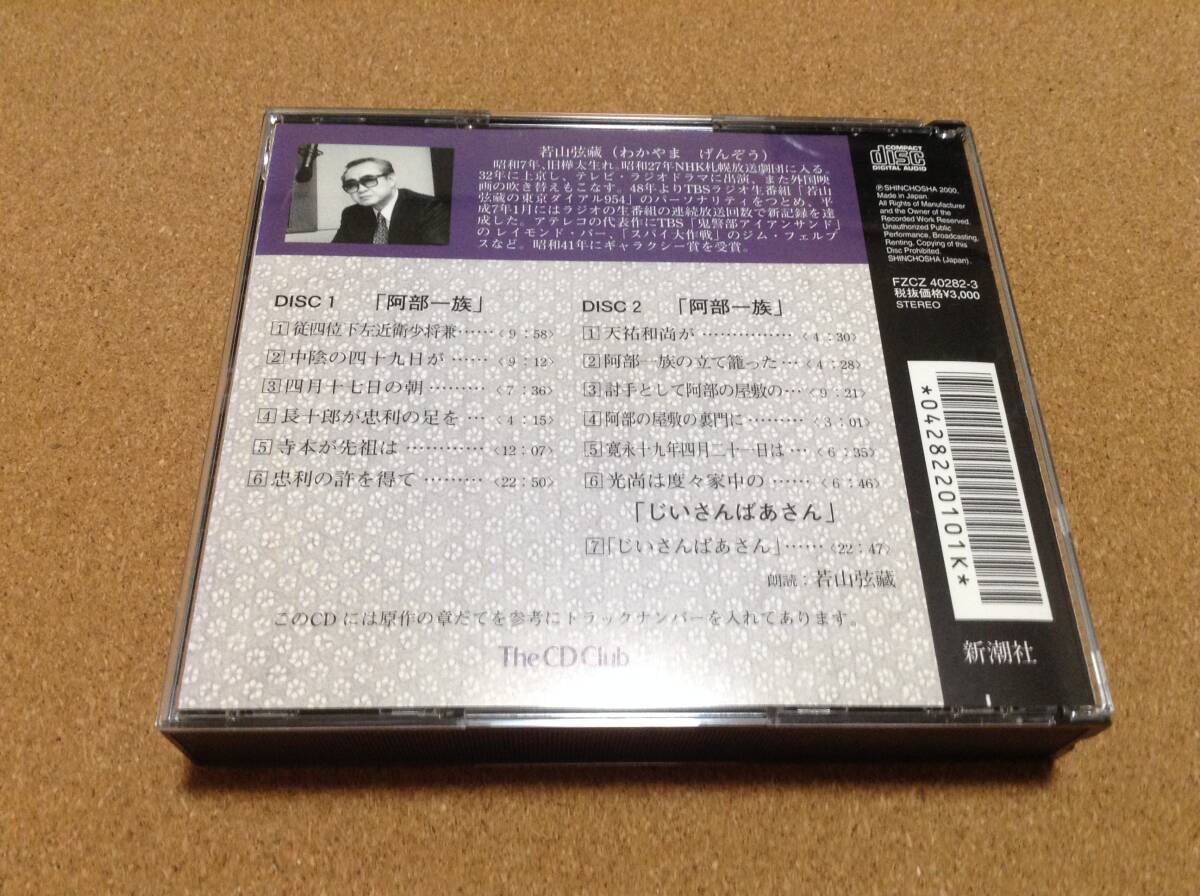 若山弦蔵（わかやま　げんぞう）
昭和7年、旧樺太生れ。昭和27年NHK札幌放送劇団に入る。
32年に上京し、テレビ・ラジオドラマに出演。また外国映
画の吹き替えもこなす。48年よりTBSラジオ生番組「若山
弦蔵の東京ダイアル954」のパーソナリティをつとめ、平
成7年1月にはラジオの生番組の連続放送回数で新記録を達
成した。アテレコの代表作にTBS「鬼警部アイアンサイド」
のレイモンド・バー、「スパイ大作戦」のジム・フェルプ
スなど。昭和41年にギャラクシー賞を受賞。
COMPACT
disc
DIGITAL AUDIO
Ⓟ SHINCHOSHA 2000.
Made in Japan.
All Rights of Manufacturer
and the Owner of the
Recorded Work Reserved.
Unauthorized Public
Performance, Broadcasting,
Renting, Copying of this
Disc Prohibited.
SHINCHOSHA (Japan).
FZCZ 40282-3
税抜価格¥3,000
STEREO
DISC 1　「阿部一族」
1 従四位下左近衛少将兼……〈9：58〉
2 中陰の四十九日が……〈9：12〉
3 四月十七日の朝………〈7：36〉
4 長十郎が忠利の足を…〈4：15〉
5 寺本が先祖は…………〈12：07〉
6 忠利の許を得て………〈22：50〉
DISC 2　「阿部一族」
1 天祐和尚が……………〈4：30〉
2 阿部一族の立て籠った…〈4：28〉
3 討手として阿部の屋敷の…〈9：21〉
4 阿部の屋敷の裏門に……〈3：01〉
5 寛永十九年四月二十一日は…〈6：35〉
6 光尚は度々家中の……〈6：46〉
「じいさんばあさん」
7 「じいさんばあさん」……〈22：47〉
朗読：若山弦蔵
このCDには原作の章だてを参考にトラックナンバーを入れてあります。
The CD Club
*0428220101K*
新潮社